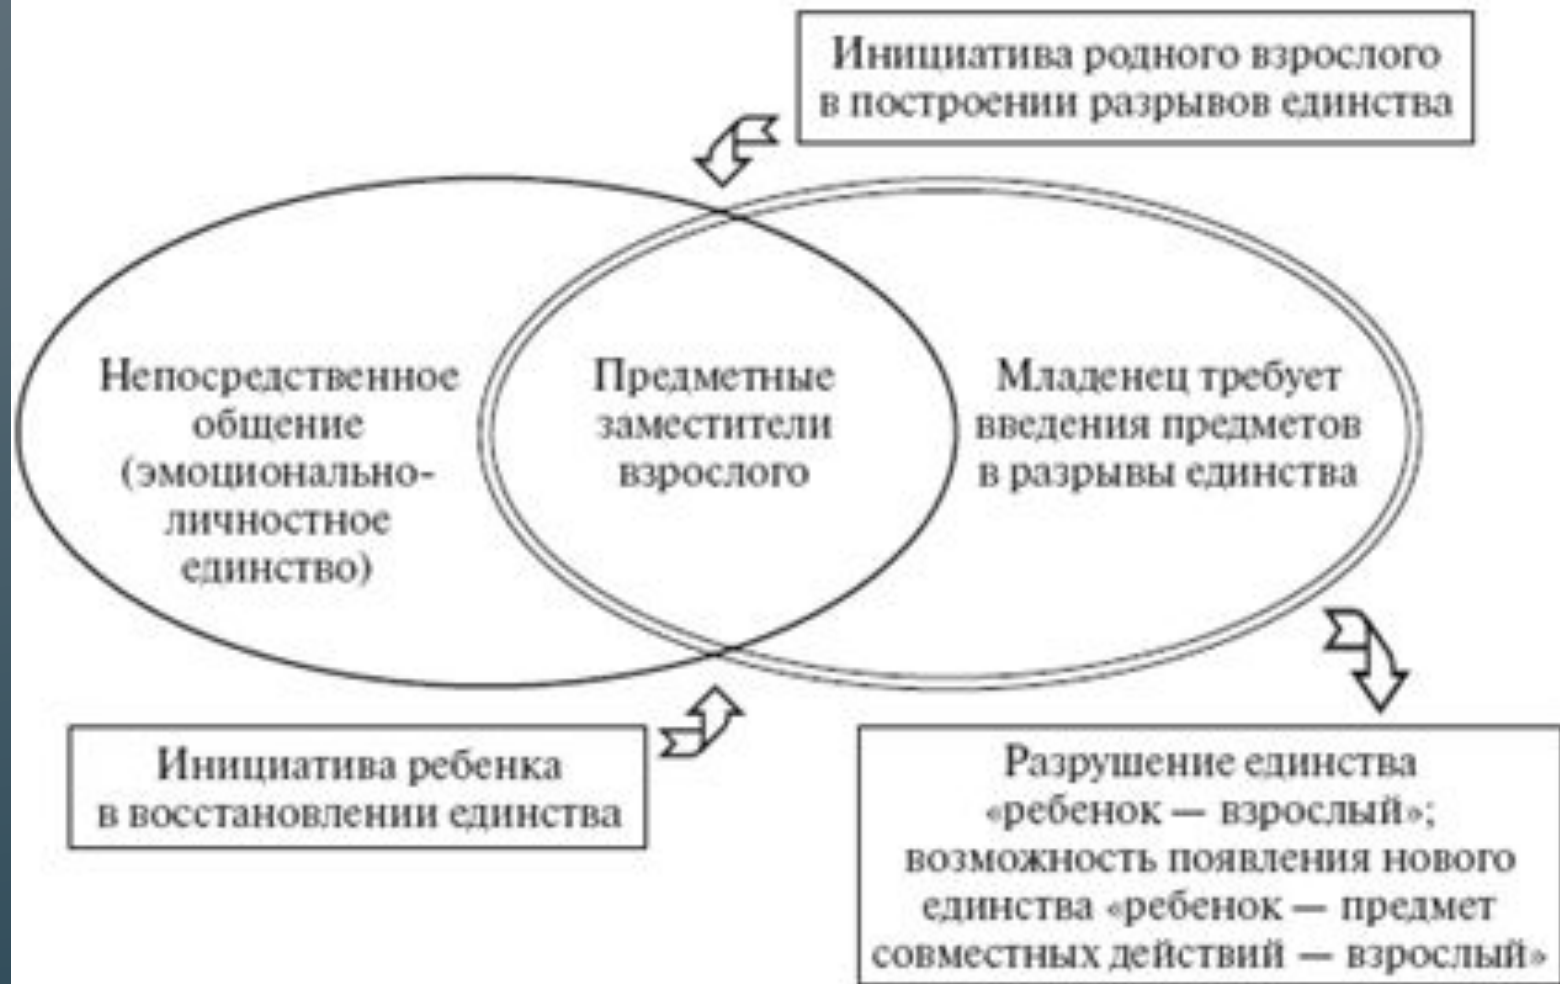 Инициатива родного взрослого
в построении разрывов единства
Непосредственное
общение
(эмоционально-
личностное
единство)
Предметные
заместители
взрослого
Младенец требует
введения предметов
в разрывы единства
Инициатива ребенка
в восстановлении единства
Разрушение единства
«ребенок — взрослый»;
возможность появления нового
единства «ребенок — предмет
совместных действий — взрослый»